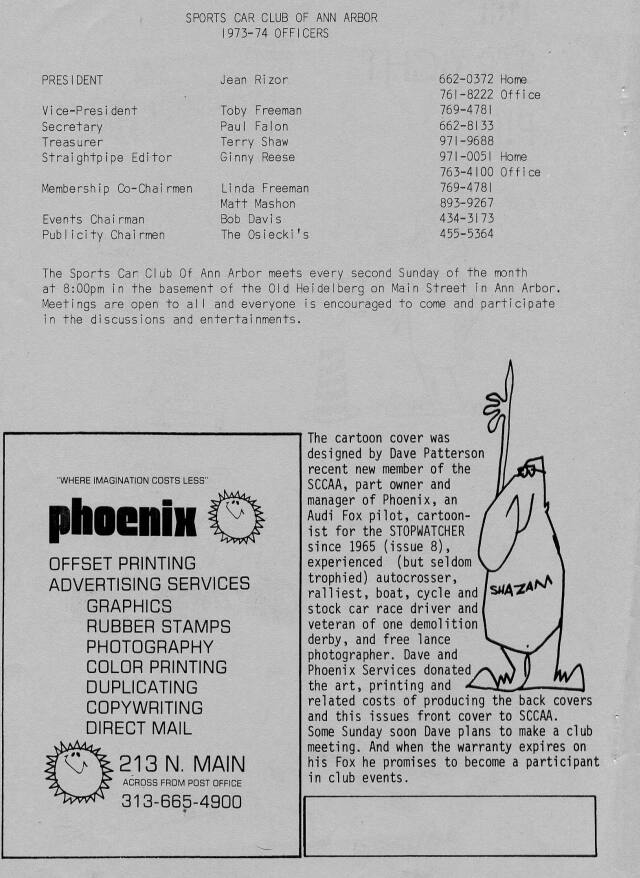 SPORTS CAR CLUB OF ANN ARBOR
1973-74 OFFICERS
PRESIDENT Jean Rizor 662-0372 Home
761-8222 Office
Vice-President Toby Freeman 769-4781
Secretary Paul Falon 662-8133
Treasurer Terry Shaw 971-9688
Straightpipe Editor Ginny Reese 971-0051 Home
763-4100 Office
Membership Co-Chairmen Linda Freeman 769-4781
Matt Mashon 893-9267
Events Chairman Bob Davis 434-3173
Publicity Chairmen The Osiecki's 455-5364
The Sports Car Club Of Ann Arbor meets every second Sunday of the month
at 8:00pm in the basement of the Old Heidelberg on Main Street in Ann Arbor.
Meetings are open to all and everyone is encouraged to come and participate
in the discussions and entertainments.
"WHERE IMAGINATION COSTS LESS"
phoenix
OFFSET PRINTING
ADVERTISING SERVICES
GRAPHICS
RUBBER STAMPS
PHOTOGRAPHY
COLOR PRINTING
DUPLICATING
COPYWRITING
DIRECT MAIL
213 N. MAIN
ACROSS FROM POST OFFICE
313-665-4900
The cartoon cover was
designed by Dave Patterson
recent new member of the
SCCAA, part owner and
manager of Phoenix, an
Audi Fox pilot, cartoon-
ist for the STOPWATCHER
since 1965 (issue 8),
experienced (but seldom
trophied) autocrosser,
ralliest, boat, cycle and
stock car race driver and
veteran of one demolition
derby, and free lance
photographer. Dave and
Phoenix Services donated
the art, printing and
related costs of producing the back covers
and this issues front cover to SCCAA.
Some Sunday soon Dave plans to make a club
meeting. And when the warranty expires on
his Fox he promises to become a participant
in club events.
SHAZAM